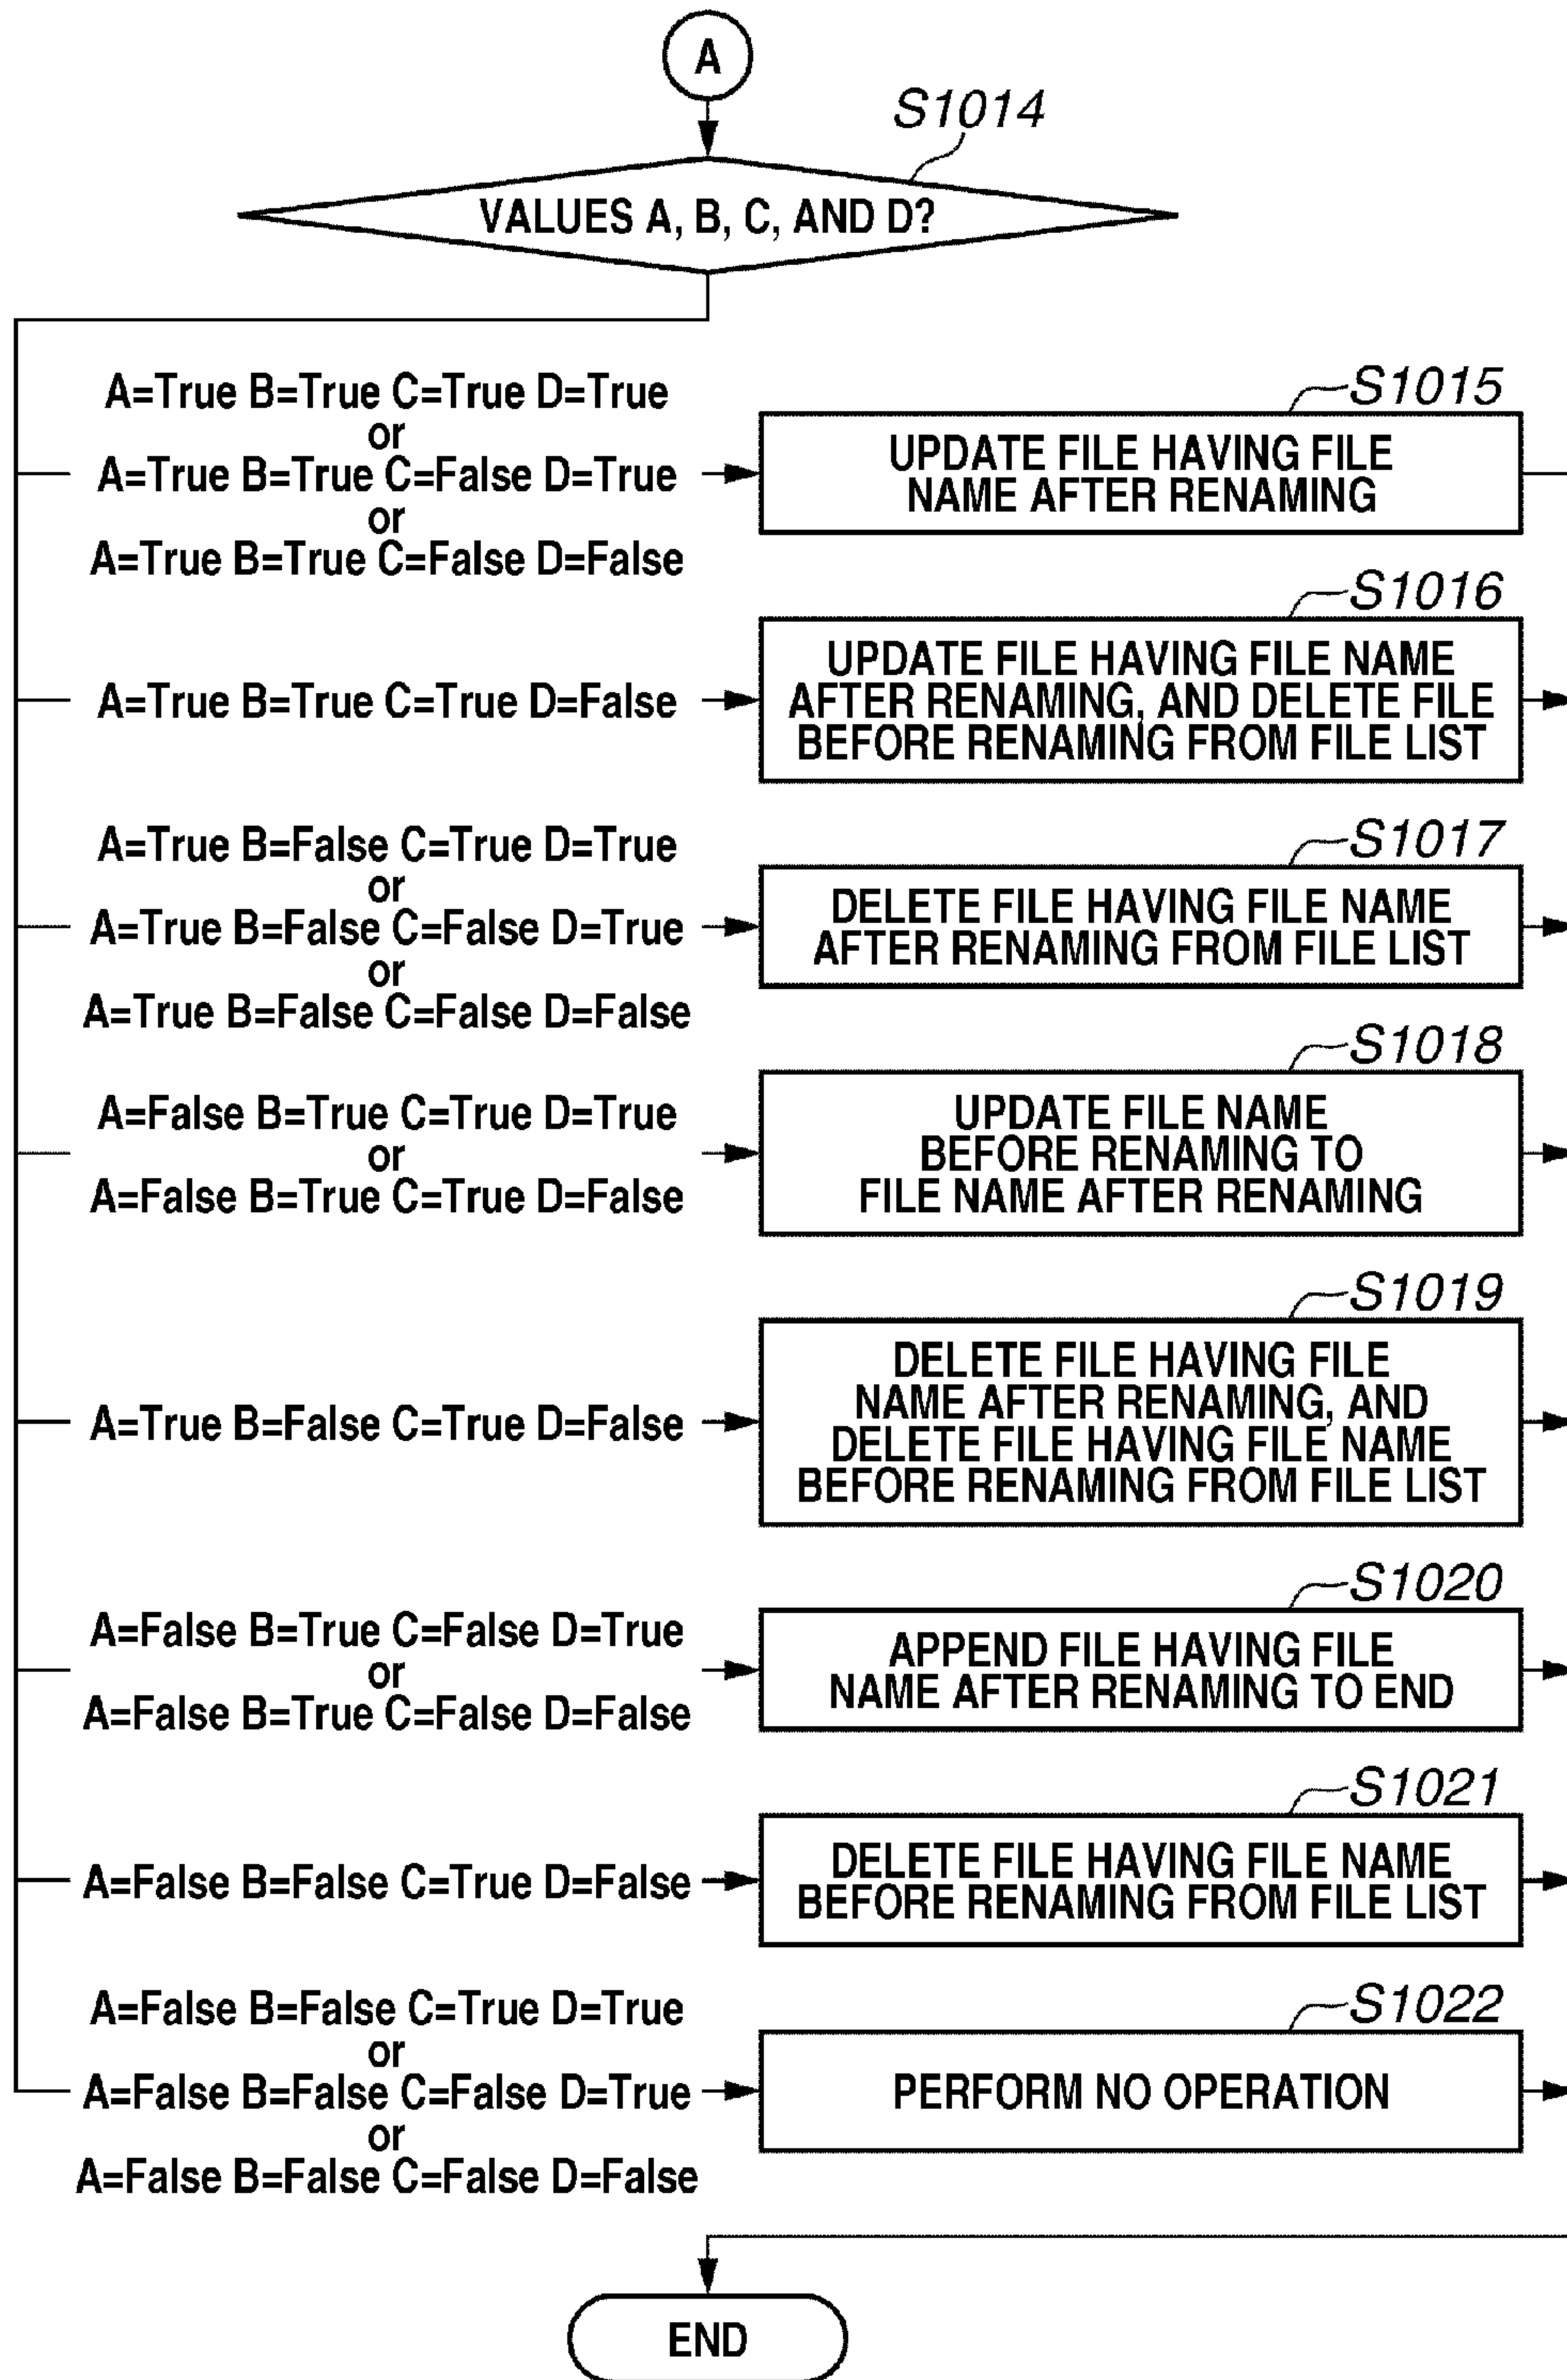 A
S1014
VALUES A, B, C, AND D?
A=True B=True C=True D=True
or
A=True B=True C=False D=True
or
A=True B=True C=False D=False
S1015
UPDATE FILE HAVING FILE
NAME AFTER RENAMING
S1016
A=True B=True C=True D=False
UPDATE FILE HAVING FILE NAME
AFTER RENAMING, AND DELETE FILE
BEFORE RENAMING FROM FILE LIST
A=True B=False C=True D=True
or
A=True B=False C=False D=True
or
A=True B=False C=False D=False
S1017
DELETE FILE HAVING FILE NAME
AFTER RENAMING FROM FILE LIST
S1018
A=False B=True C=True D=True
or
A=False B=True C=True D=False
UPDATE FILE NAME
BEFORE RENAMING TO
FILE NAME AFTER RENAMING
S1019
A=True B=False C=True D=False
DELETE FILE HAVING FILE
NAME AFTER RENAMING, AND
DELETE FILE HAVING FILE NAME
BEFORE RENAMING FROM FILE LIST
S1020
A=False B=True C=False D=True
or
A=False B=True C=False D=False
APPEND FILE HAVING FILE
NAME AFTER RENAMING TO END
S1021
A=False B=False C=True D=False
DELETE FILE HAVING FILE NAME
BEFORE RENAMING FROM FILE LIST
A=False B=False C=True D=True
or
A=False B=False C=False D=True
or
A=False B=False C=False D=False
S1022
PERFORM NO OPERATION
END